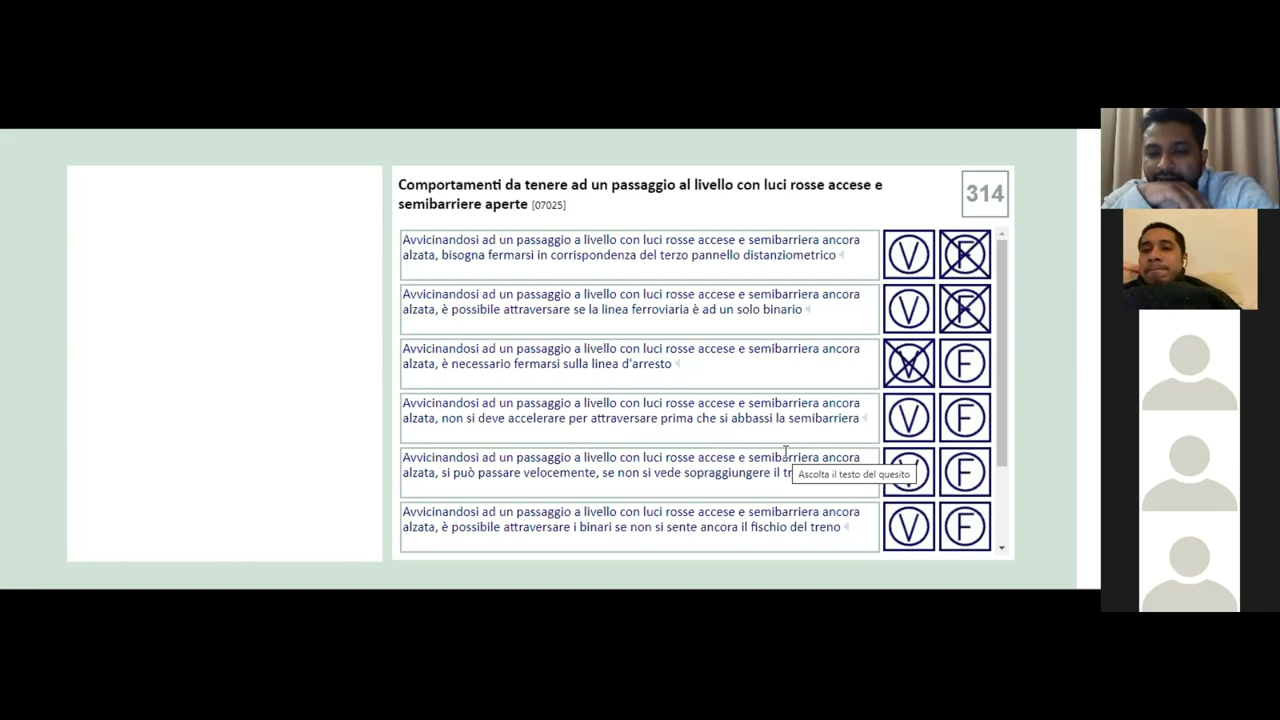 Comportamenti da tenere ad un passaggio al livello con luci rosse accese e
semibarriere aperte [07025]
314
Avvicinandosi ad un passaggio a livello con luci rosse accese e semibarriera ancora
alzata, bisogna fermarsi in corrispondenza del terzo pannello distanziometrico
V F
Avvicinandosi ad un passaggio a livello con luci rosse accese e semibarriera ancora
alzata, è possibile attraversare se la linea ferroviaria è ad un solo binario
V F
Avvicinandosi ad un passaggio a livello con luci rosse accese e semibarriera ancora
alzata, è necessario fermarsi sulla linea d'arresto
V F
Avvicinandosi ad un passaggio a livello con luci rosse accese e semibarriera ancora
alzata, non si deve accelerare per attraversare prima che si abbassi la semibarriera
V F
Avvicinandosi ad un passaggio a livello con luci rosse accese e semibarriera ancora
alzata, si può passare velocemente, se non si vede sopraggiungere il
Ascolta il testo del quesito
V F
Avvicinandosi ad un passaggio a livello con luci rosse accese e semibarriera ancora
alzata, è possibile attraversare i binari se non si sente ancora il fischio del treno
V F